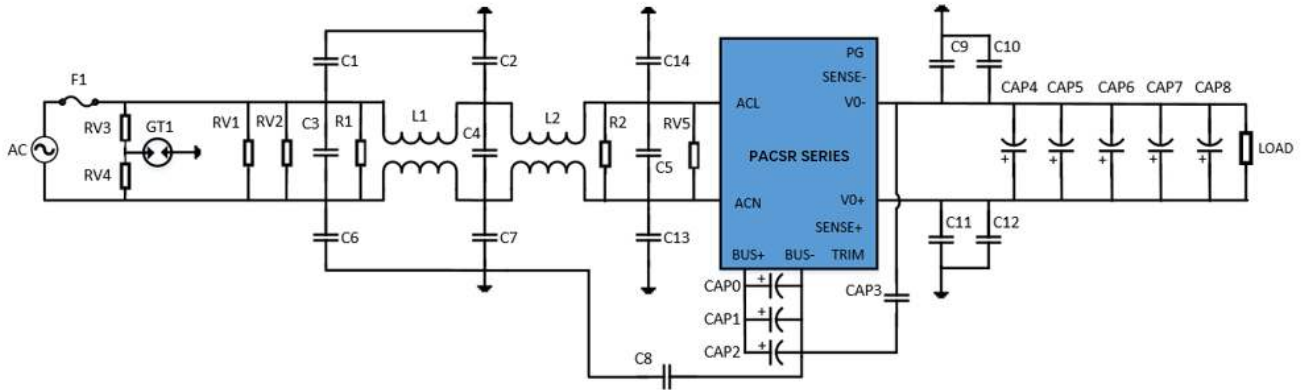 C9 C10
C1 C2 C14 PG
F1 SENSE- CAP4 CAP5 CAP6 CAP7 CAP8
ACL V0-
RV3 GT1 RV1 RV2 C3 R1 L1 C4 L2 R2 RV5
AC PACSR SERIES LOAD
RV4 C5
ACN V0+
C6 C7 C13 SENSE+ C11 C12
BUS+ BUS- TRIM
CAP0 + CAP3
CAP1 +
CAP2 +
C8
+ + + + +